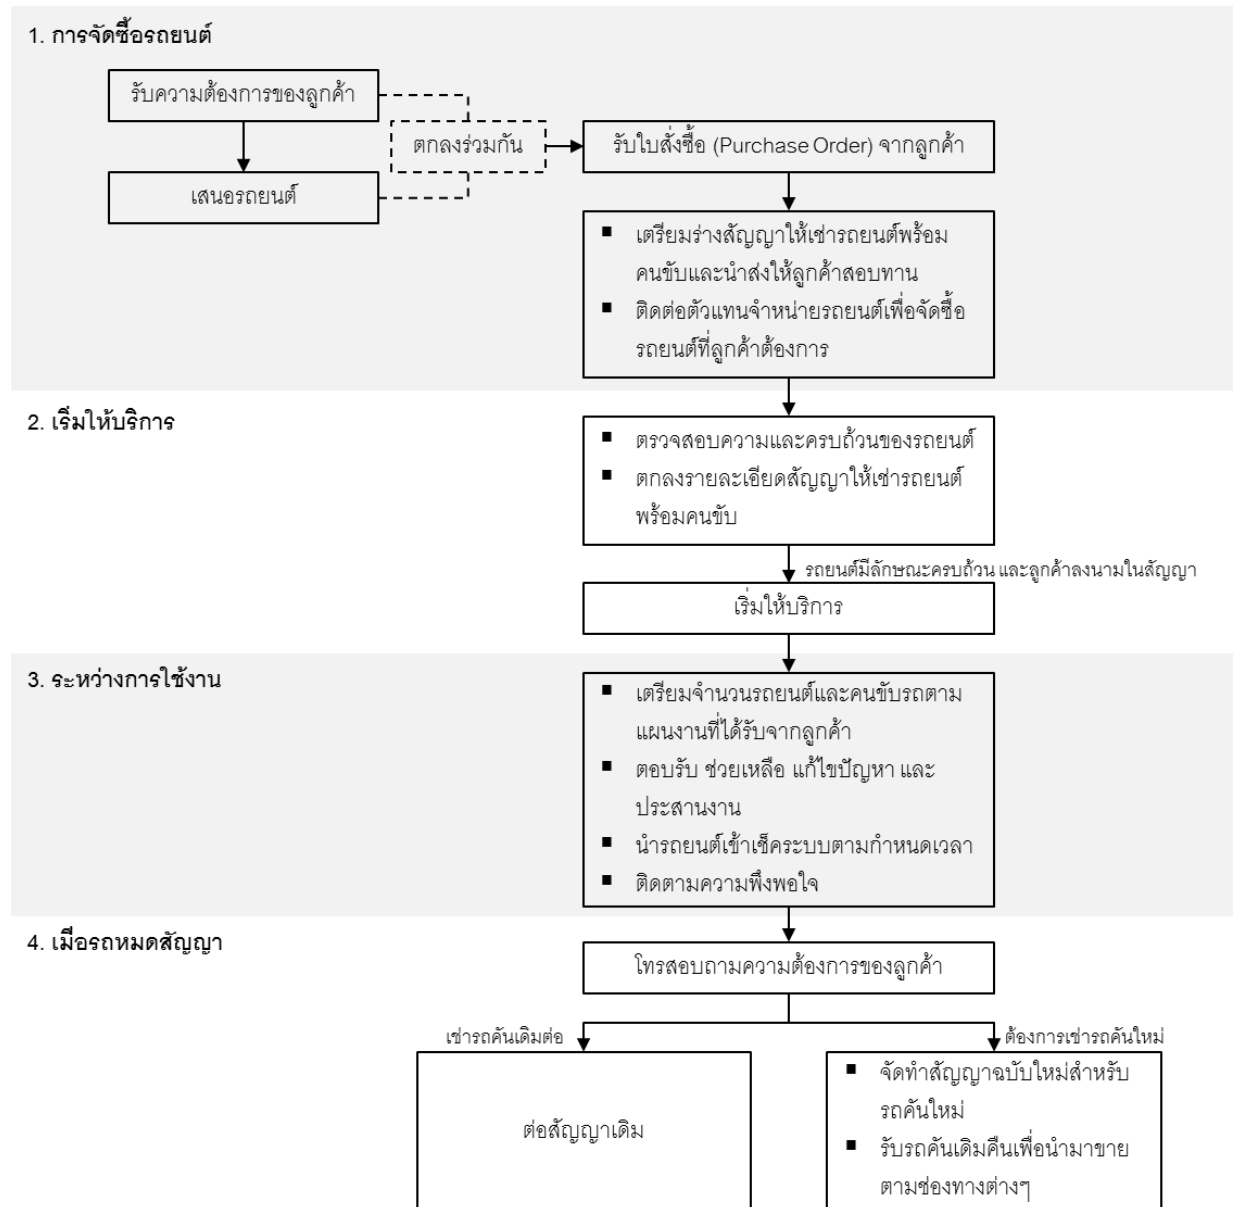 1. การจัดซื้อรถยนต์
รับความต้องการของลูกค้า
ตกลงร่วมกัน
รับใบสั่งซื้อ (Purchase Order) จากลูกค้า
เสนอรถยนต์
▪ เตรียมร่างสัญญาให้เช่ารถยนต์พร้อม
คนขับและนำส่งให้ลูกค้าสอบทาน
▪ ติดต่อตัวแทนจำหน่ายรถยนต์เพื่อจัดซื้อ
รถยนต์ที่ลูกค้าต้องการ
2. เริ่มให้บริการ
▪ ตรวจสอบความและครบถ้วนของรถยนต์
▪ ตกลงรายละเอียดสัญญาให้เช่ารถยนต์
พร้อมคนขับ
รถยนต์มีลักษณะครบถ้วน และลูกค้าลงนามในสัญญา
เริ่มให้บริการ
3. ระหว่างการใช้งาน
▪ เตรียมจำนวนรถยนต์และคนขับรถตาม
แผนงานที่ได้รับจากลูกค้า
▪ ตอบรับ ช่วยเหลือ แก้ไขปัญหา และ
ประสานงาน
▪ นำรถยนต์เข้าเช็คระบบตามกำหนดเวลา
▪ ติดตามความพึงพอใจ
4. เมื่อรถหมดสัญญา
โทรสอบถามความต้องการของลูกค้า
เช่ารถคันเดิมต่อ
ต้องการเช่ารถคันใหม่
ต่อสัญญาเดิม
▪ จัดทำสัญญาฉบับใหม่สำหรับ
รถคันใหม่
▪ รับรถคันเดิมคืนเพื่อนำมาขาย
ตามช่องทางต่างๆ